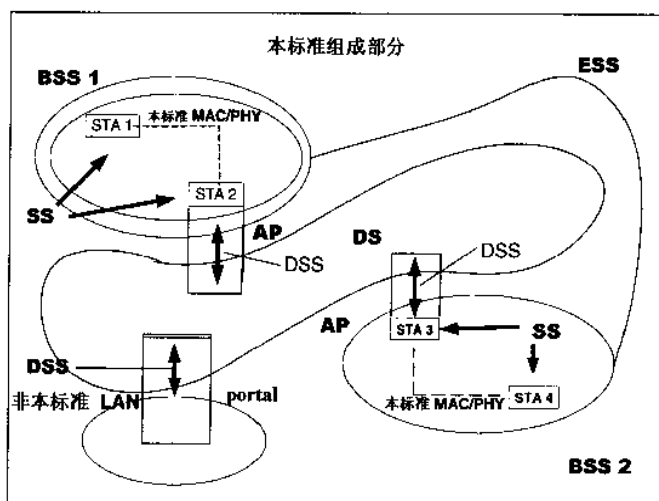 本标准组成部分
BSS 1
ESS
STA 1
本标准 MAC/PHY
STA 2
SS
AP
DS
DSS
DSS
AP
STA 3
SS
DSS
非本标准 LAN
portal
本标准 MAC/PHY
STA 4
BSS 2